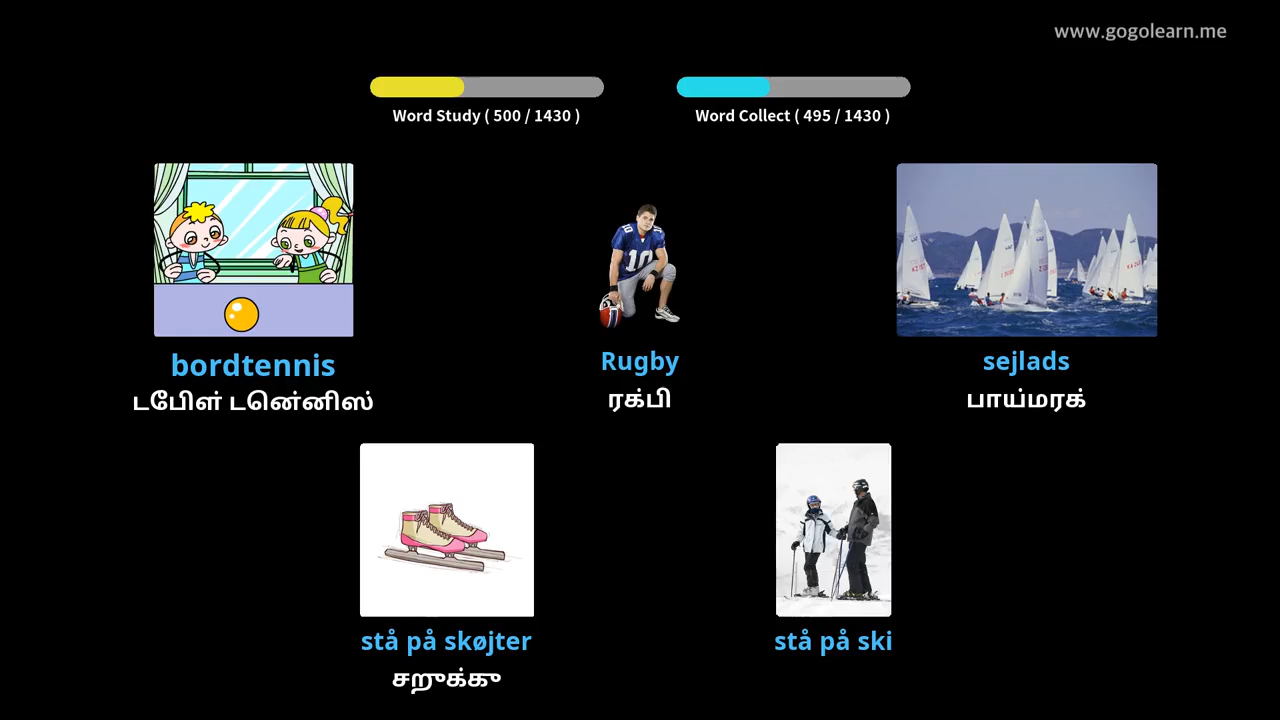 www.gogolearn.me
Word Study ( 500 / 1430 )
Word Collect ( 495 / 1430 )
10
bordtennis
Rugby
sejlads
டேபிள் டென்னிஸ்
ரக்பி
பாய்மரக்
stå på skøjter
stå på ski
சறுக்கு